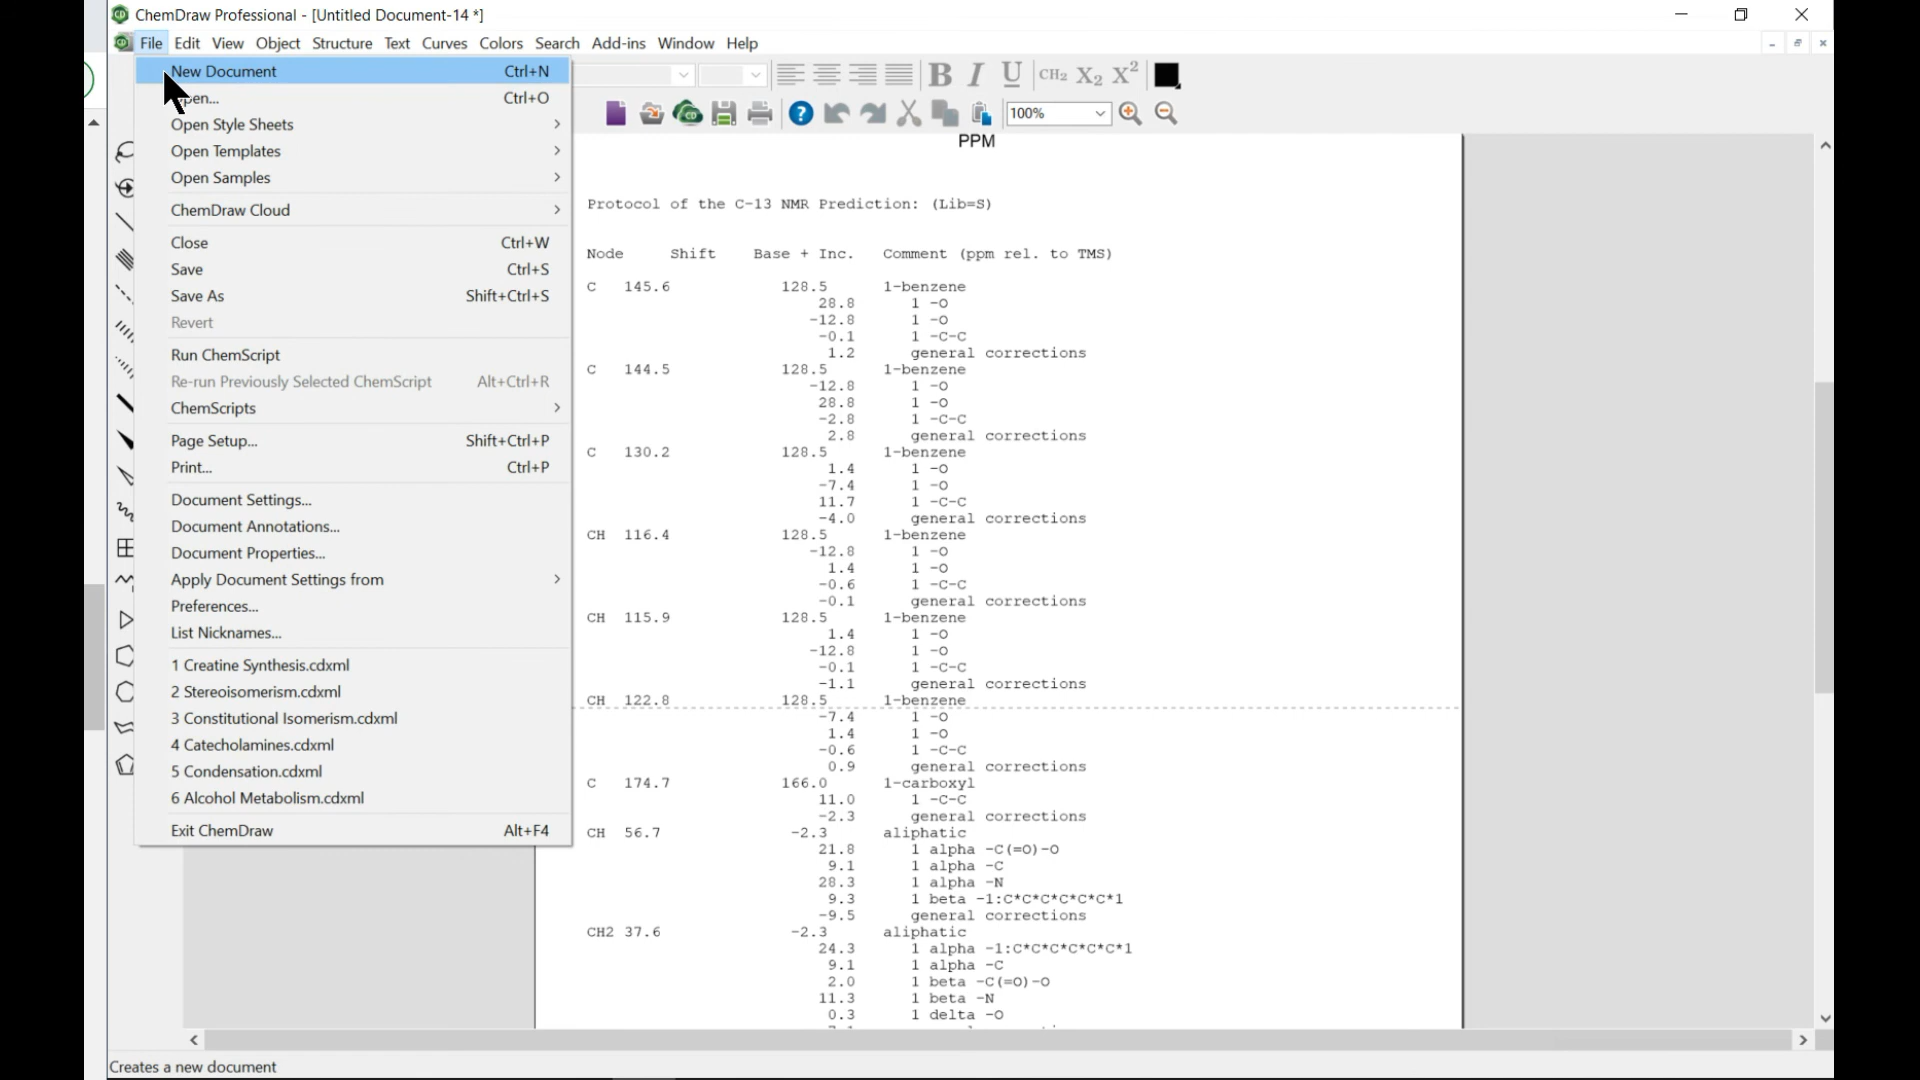 ChemDraw Professional - [Untitled Document-14 *]
File Edit View Object Structure Text Curves Colors Search Add-ins Window Help
New Document Ctrl+N
pen... Ctrl+O
Open Style Sheets
Open Templates
Open Samples
ChemDraw Cloud
Close Ctrl+W
Save Ctrl+S
Save As Shift+Ctrl+S
Revert
Run ChemScript
Re-run Previously Selected ChemScript Alt+Ctrl+R
ChemScripts
Page Setup... Shift+Ctrl+P
Print... Ctrl+P
Document Settings...
Document Annotations...
Document Properties...
Apply Document Settings from
Preferences...
List Nicknames...
1 Creatine Synthesis.cdxml
2 Stereoisomerism.cdxml
3 Constitutional Isomerism.cdxml
4 Catecholamines.cdxml
5 Condensation.cdxml
6 Alcohol Metabolism.cdxml
Exit ChemDraw Alt+F4
B I U CH2 X2 X2
100%
PPM
Protocol of the C-13 NMR Prediction: (Lib=S)
Node Shift Base + Inc. Comment (ppm rel. to TMS)
C 145.6 128.5 1-benzene
28.8 1 -O
-12.8 1 -O
-0.1 1 -C-C
1.2 general corrections
C 144.5 128.5 1-benzene
-12.8 1 -O
28.8 1 -O
-2.8 1 -C-C
2.8 general corrections
C 130.2 128.5 1-benzene
1.4 1 -O
-7.4 1 -O
11.7 1 -C-C
-4.0 general corrections
CH 116.4 128.5 1-benzene
-12.8 1 -O
1.4 1 -O
-0.6 1 -C-C
-0.1 general corrections
CH 115.9 128.5 1-benzene
1.4 1 -O
-12.8 1 -O
-0.1 1 -C-C
-1.1 general corrections
CH 122.8 128.5 1-benzene
-7.4 1 -O
1.4 1 -O
-0.6 1 -C-C
0.9 general corrections
C 174.7 166.0 1-carboxyl
11.0 1 -C-C
-2.3 general corrections
CH 56.7 -2.3 aliphatic
21.8 1 alpha -C(=O)-O
9.1 1 alpha -C
28.3 1 alpha -N
9.3 1 beta -1:C*C*C*C*C*C*1
-9.5 general corrections
CH2 37.6 -2.3 aliphatic
24.3 1 alpha -1:C*C*C*C*C*C*1
9.1 1 alpha -C
2.0 1 beta -C(=O)-O
11.3 1 beta -N
0.3 1 delta -O
Creates a new document